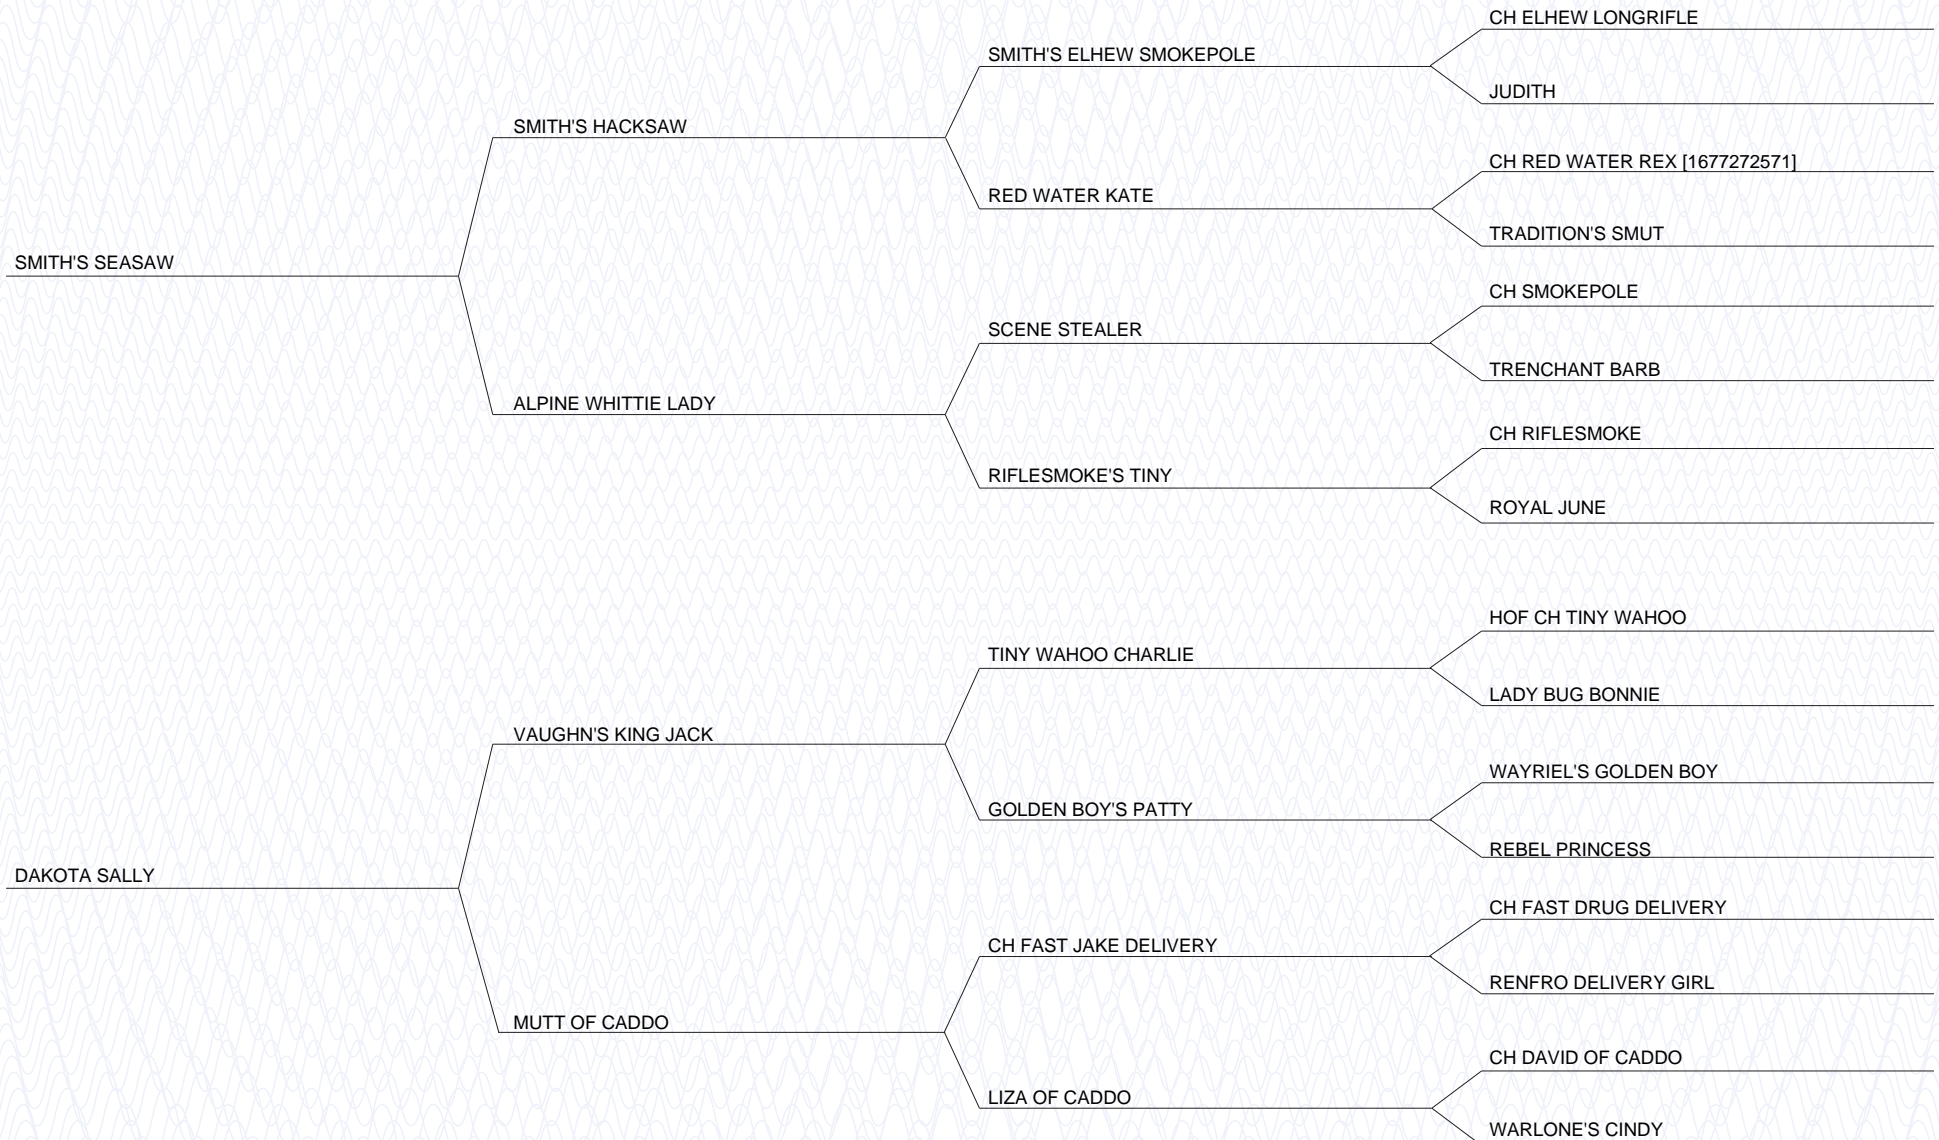 CH ELHEW LONGRIFLE
SMITH'S ELHEW SMOKEPOLE
JUDITH
SMITH'S HACKSAW
CH RED WATER REX [1677272571]
RED WATER KATE
TRADITION'S SMUT
SMITH'S SEASAW
CH SMOKEPOLE
SCENE STEALER
TRENCHANT BARB
ALPINE WHITTIE LADY
CH RIFLESMOKE
RIFLESMOKE'S TINY
ROYAL JUNE
HOF CH TINY WAHOO
TINY WAHOO CHARLIE
LADY BUG BONNIE
VAUGHN'S KING JACK
WAYRIEL'S GOLDEN BOY
GOLDEN BOY'S PATTY
REBEL PRINCESS
DAKOTA SALLY
CH FAST DRUG DELIVERY
CH FAST JAKE DELIVERY
RENFRO DELIVERY GIRL
MUTT OF CADDO
CH DAVID OF CADDO
LIZA OF CADDO
WARLONE'S CINDY